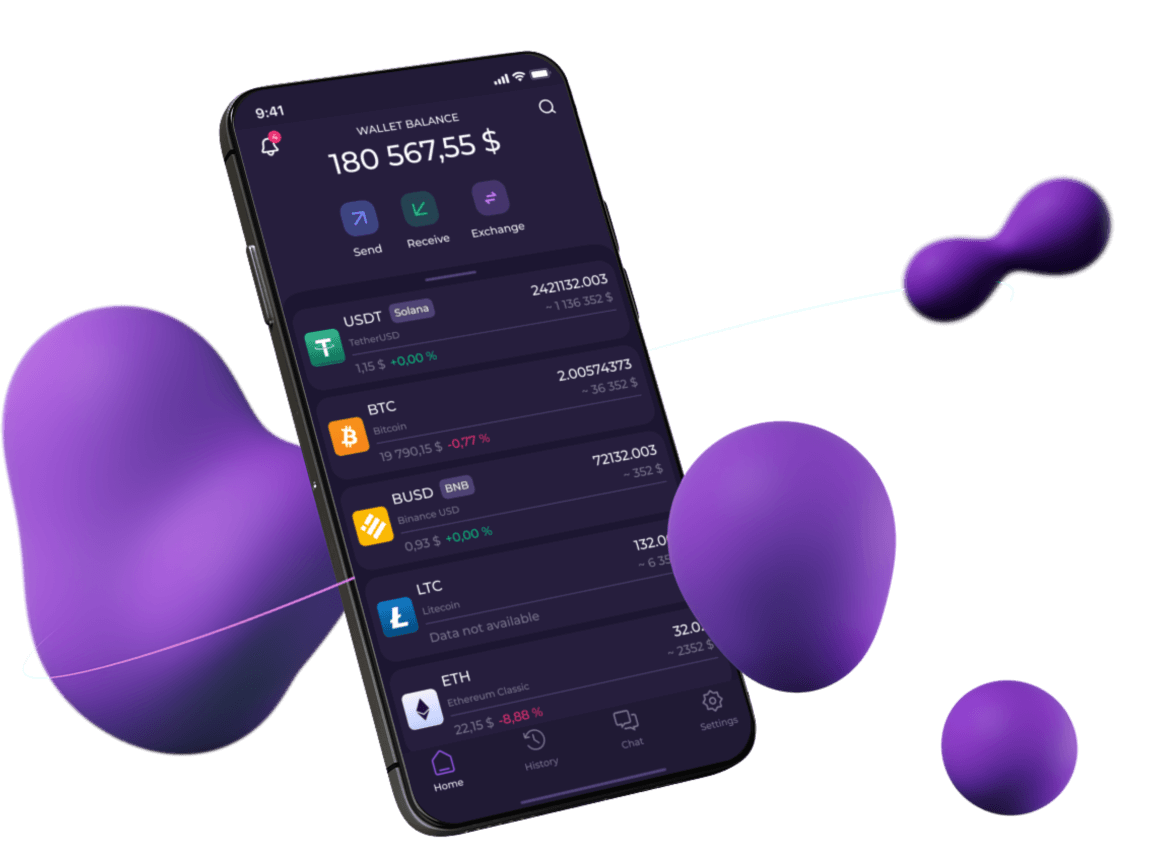 9:41
4
WALLET BALANCE
180 567,55 $
Send
Receive
Exchange
USDT Solana
2421132.003
TetherUSD
~ 1 136 352 $
1,15 $ +0,00 %
BTC
2.00574373
Bitcoin
~ 36 352 $
19 790,15 $ -0,77 %
BUSD BNB
72132.003
Binance USD
~ 352 $
0,93 $ +0,00 %
LTC
132.0
Litecoin
~ 6 35
Data not available
ETH
32.0
Ethereum Classic
~ 2352 $
22,15 $ -8,88 %
Home
History
Chat
Settings